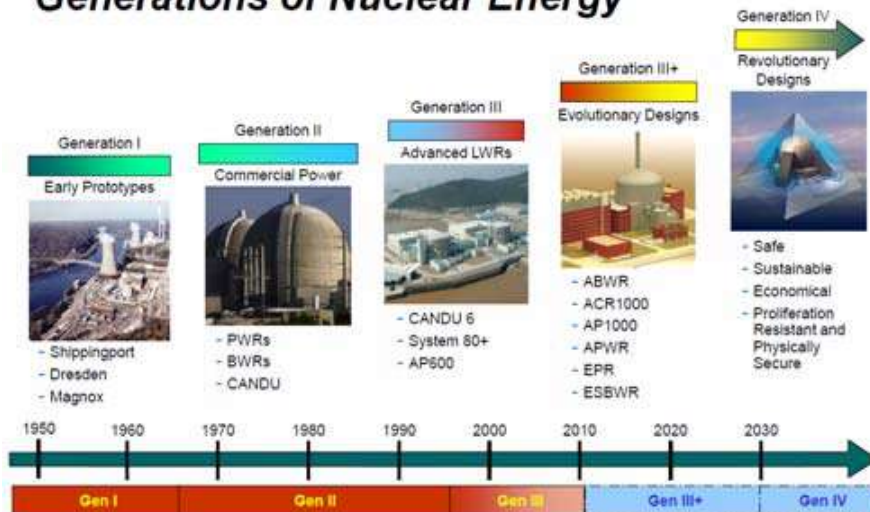 Generations of Nuclear Energy
Generation I
Early Prototypes
- Shippingport
- Dresden
- Magnox
Generation II
Commercial Power
- PWRs
- BWRs
- CANDU
Generation III
Advanced LWRs
- CANDU 6
- System 80+
- AP600
Generation III+
Evolutionary Designs
- ABWR
- ACR1000
- AP1000
- APWR
- EPR
- ESBWR
Generation IV
Revolutionary
Designs
- Safe
- Sustainable
- Economical
- Proliferation
Resistant and
Physically
Secure
1950 1960 1970 1980 1990 2000 2010 2020 2030
Gen I Gen II Gen III Gen III+ Gen IV